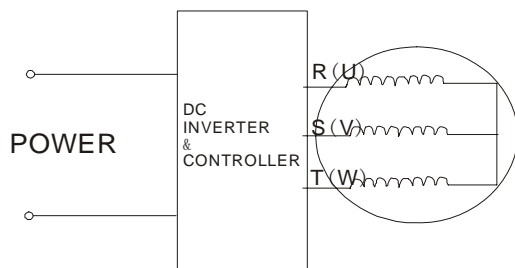 POWER
DC
INVERTER
&
CONTROLLER
R(U)
S(V)
T(W)